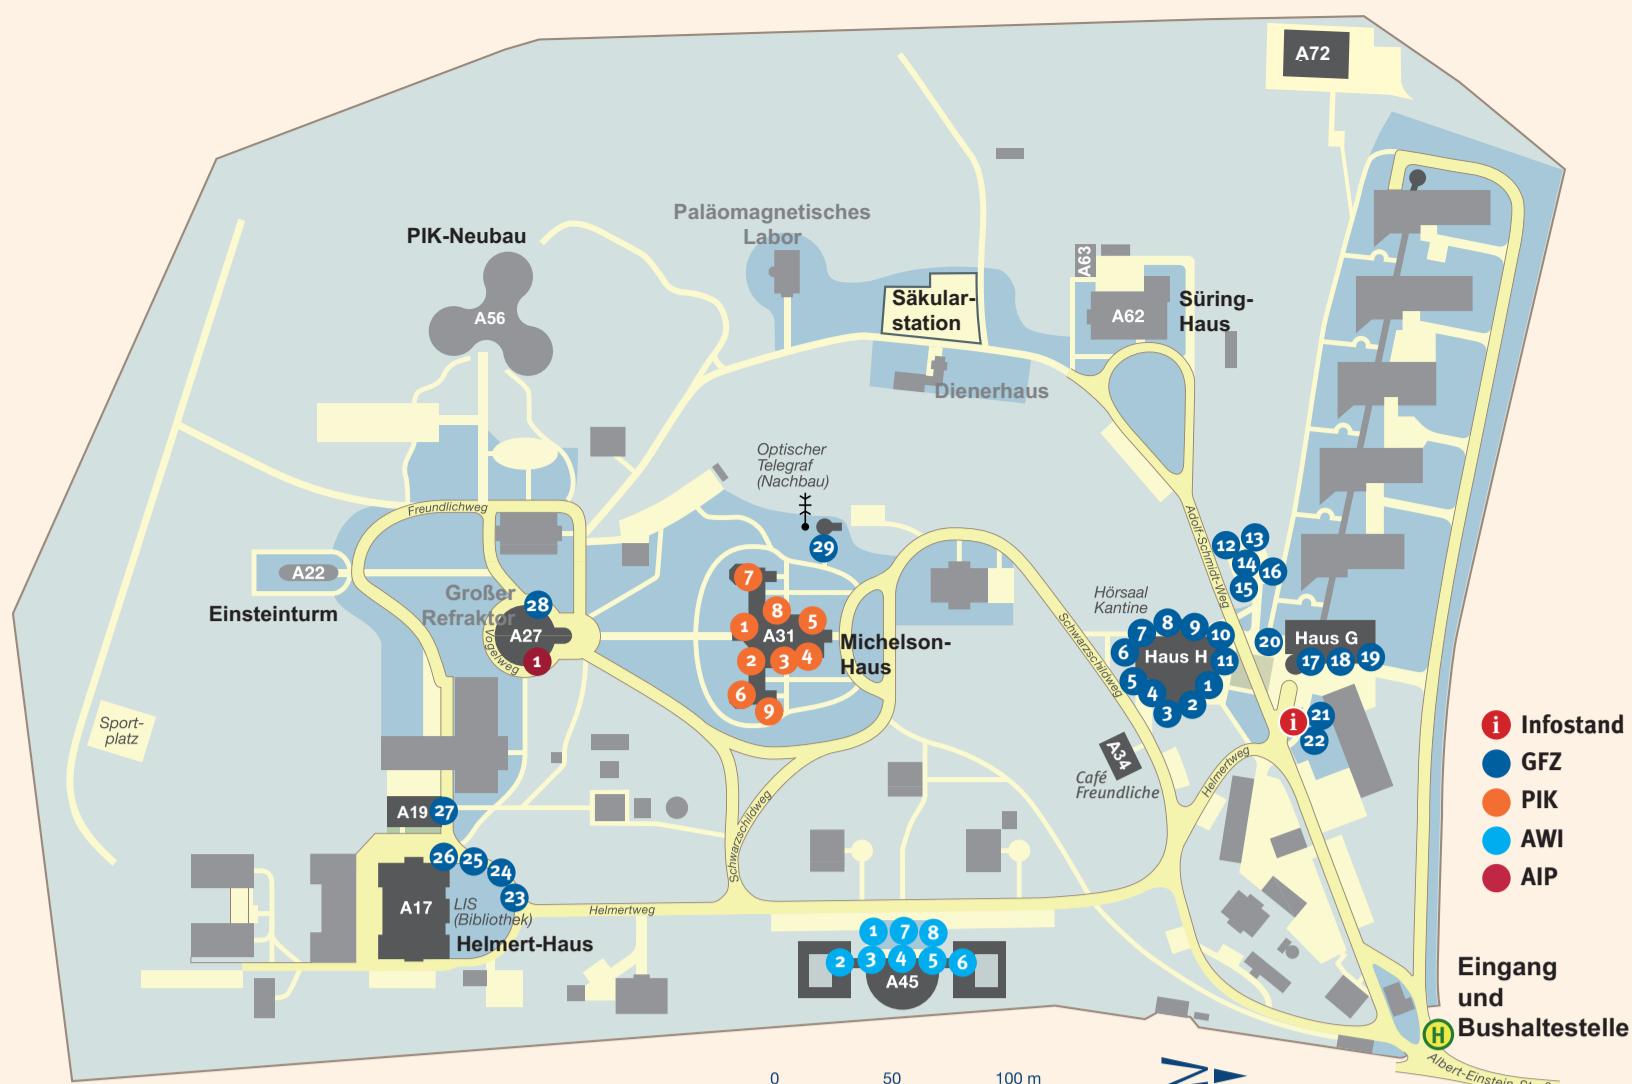 A72
Paläomagnetisches
Labor
PIK-Neubau
A63
Säkular-
station
Süring-
Haus
A62
A56
Dienerhaus
Optischer
Telegraf
(Nachbau)
Freundlichweg
Adolf-Schmidt-Weg
29
12
13
14
16
15
A22
Einsteinturm
Großer
Refraktor
28
A27
1
Vogelweg
7
8
5
1
A31
2
3
4
6
9
Michelson-
Haus
Hörsaal
Kantine
Schwarzschildweg
7
8
9
10
6
Haus H
11
5
4
1
3
2
20
Haus G
17
18
19
i
21
22
Sport-
platz
A34
Café
Freundliche
Helmertweg
i Infostand
GFZ
PIK
AWI
AIP
A19
27
Schwarzschildweg
26
25
24
23
A17
LIS
(Bibliothek)
Helmert-Haus
Helmertweg
1
7
8
2
3
4
5
6
A45
Eingang
und
Bushaltestelle
H
0
50
100 m
N